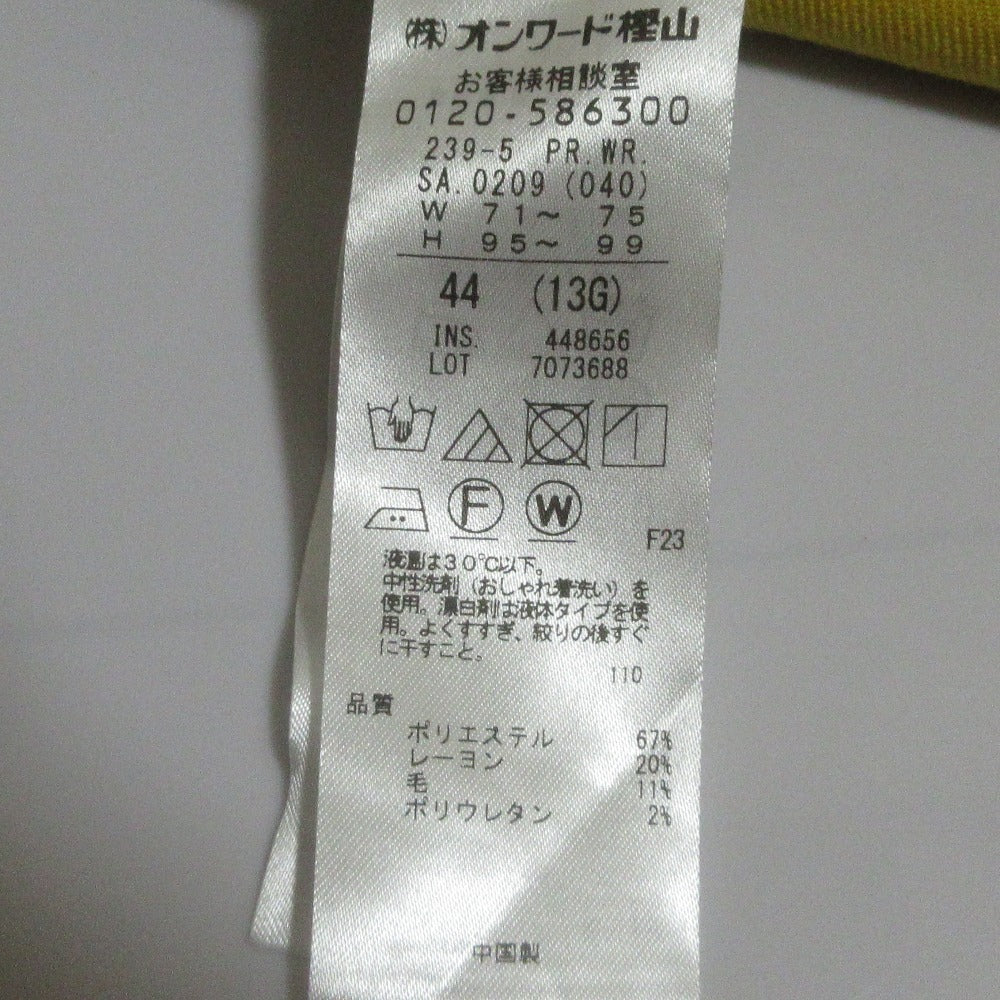 (株)オンワード樫山
お客様相談室
0120-586300
239-5 PR.WR.
SA.0209 (040)
W 71～ 75
H 95～ 99
44 (13G)
INS. 448656
LOT 7073688
F W
F23
液温は30℃以下。
中性洗剤（おしゃれ着洗い）を
使用。漂白剤は液体タイプを使
用。よくすすぎ、絞りの後すぐ
に干すこと。
110
品質
ポリエステル 67%
レーヨン 20%
毛 11%
ポリウレタン 2%
中国製